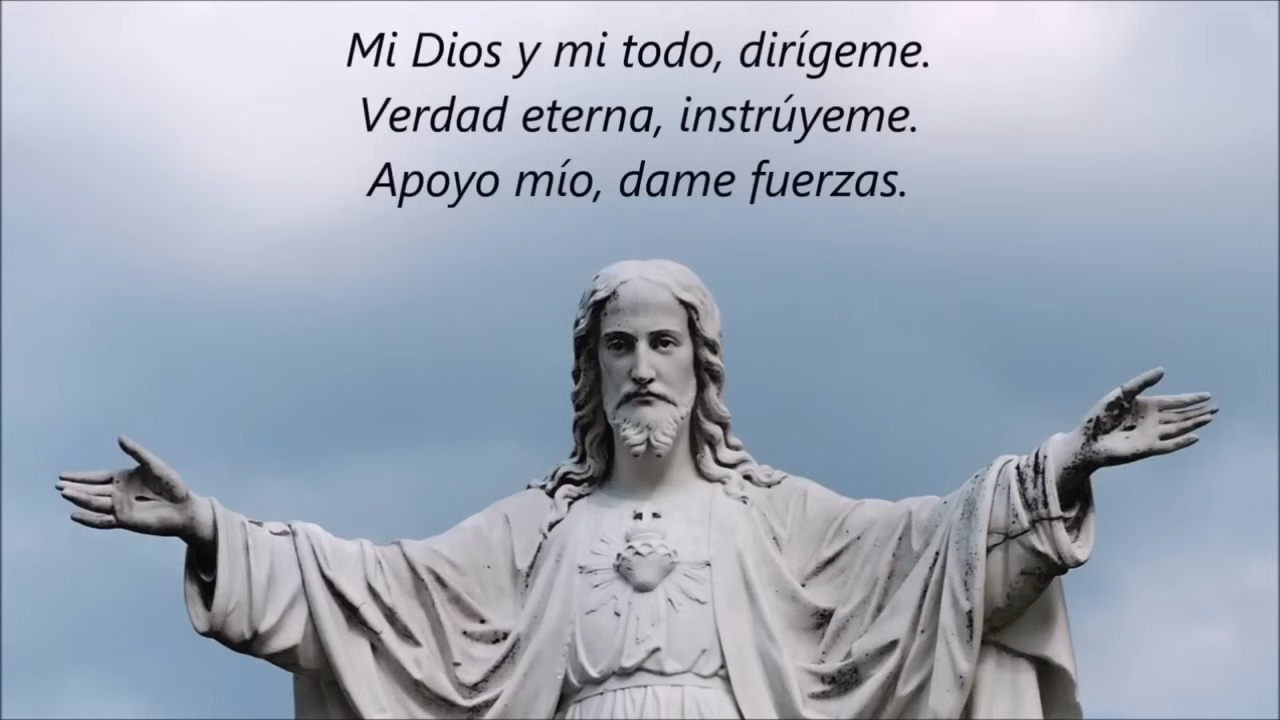 Mi Dios y mi todo, dirígeme.
Verdad eterna, instrúyeme.
Apoyo mío, dame fuerzas.